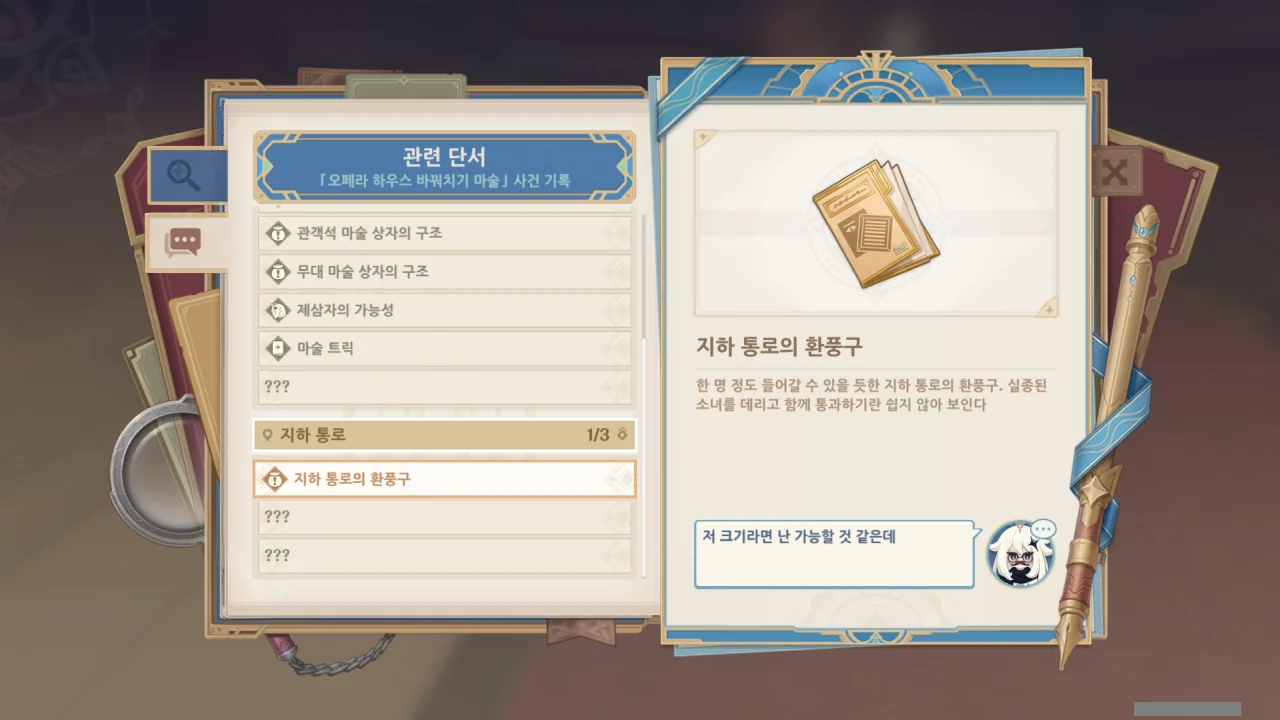 관련 단서
「오페라 하우스 바꿔치기 마술」 사건 기록
관객석 마술 상자의 구조
무대 마술 상자의 구조
제삼자의 가능성
마술 트릭
???
지하 통로 1/3
지하 통로의 환풍구
???
???
지하 통로의 환풍구
한 명 정도 들어갈 수 있을 듯한 지하 통로의 환풍구. 실종된
소녀를 데리고 함께 통과하기란 쉽지 않아 보인다
저 크기라면 난 가능할 것 같은데